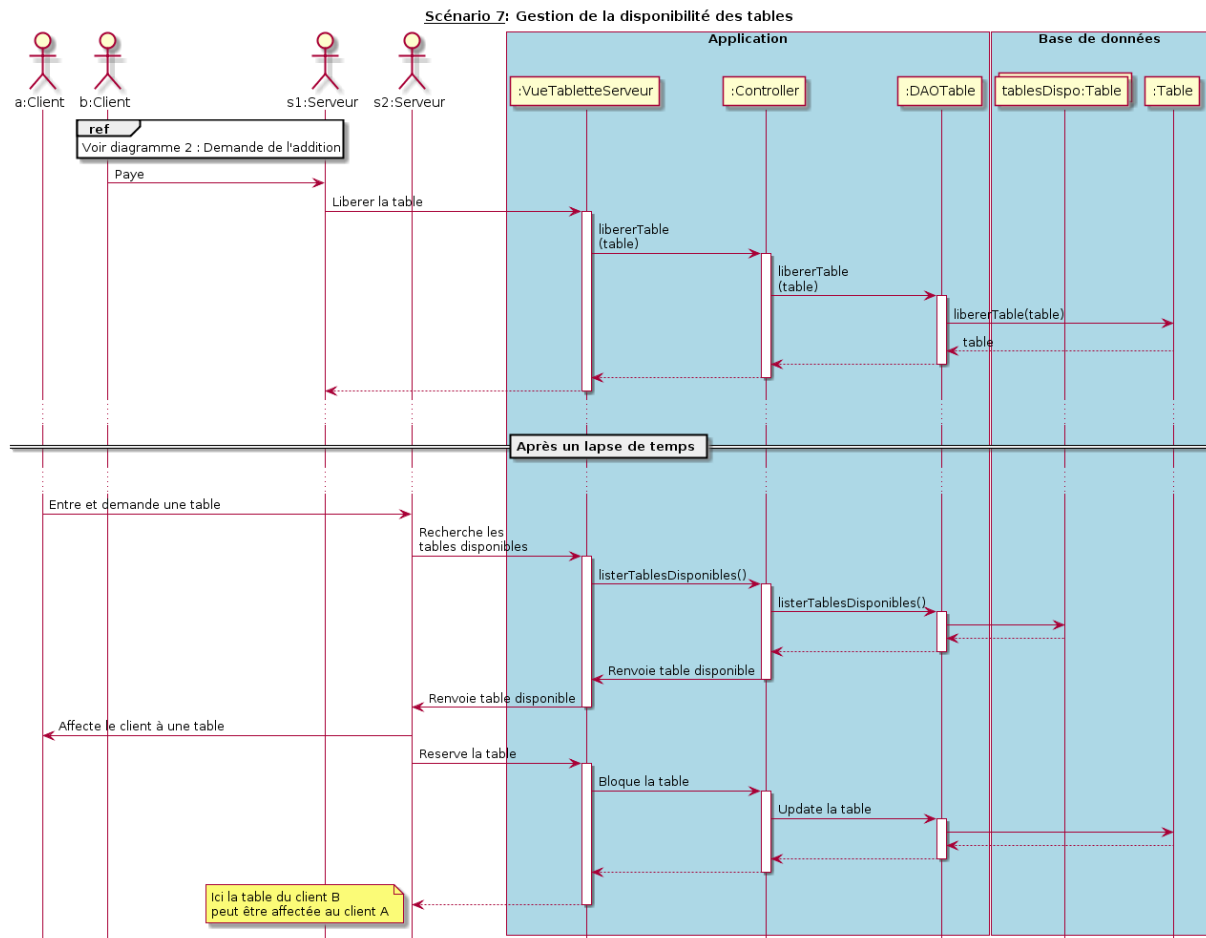 Scénario 7: Gestion de la disponibilité des tables
Application
Base de données
a:Client
b:Client
s1:Serveur
s2:Serveur
:VueTabletteServeur
:Controller
:DAOTable
tablesDispo:Table
:Table
ref
Voir diagramme 2 : Demande de l'addition
Paye
Liberer la table
libererTable
(table)
libererTable
(table)
libererTable(table)
table
Après un lapse de temps
Entre et demande une table
Recherche les
tables disponibles
listerTablesDisponibles()
listerTablesDisponibles()
Renvoie table disponible
Renvoie table disponible
Affecte le client à une table
Reserve la table
Bloque la table
Update la table
Ici la table du client B
peut être affectée au client A